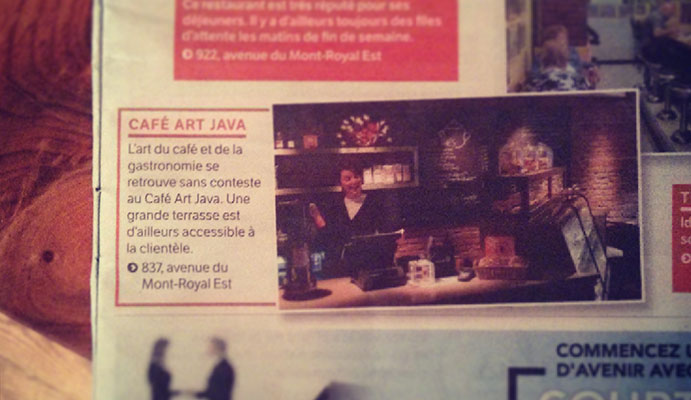 Ce restaurant est très réputé pour ses
déjeuners. Il y a d'ailleurs toujours des files
d'attente les matins de fin de semaine.
922, avenue du Mont-Royal Est
CAFÉ ART JAVA
L'art du café et de la
gastronomie se
retrouve sans conteste
au Café Art Java. Une
grande terrasse est
d'ailleurs accessible à
la clientèle.
837, avenue du
Mont-Royal Est
COMMENCEZ
D'AVENIR AVEC